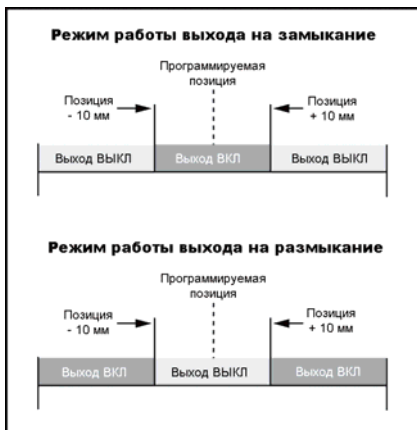 Режим работы выхода на замыкание
Программируемая
позиция
Позиция
- 10 мм
Позиция
+ 10 мм
Выход ВЫКЛ
Выход ВКЛ
Выход ВЫКЛ
Режим работы выхода на размыкание
Программируемая
позиция
Позиция
- 10 мм
Позиция
+ 10 мм
Выход ВКЛ
Выход ВЫКЛ
Выход ВКЛ